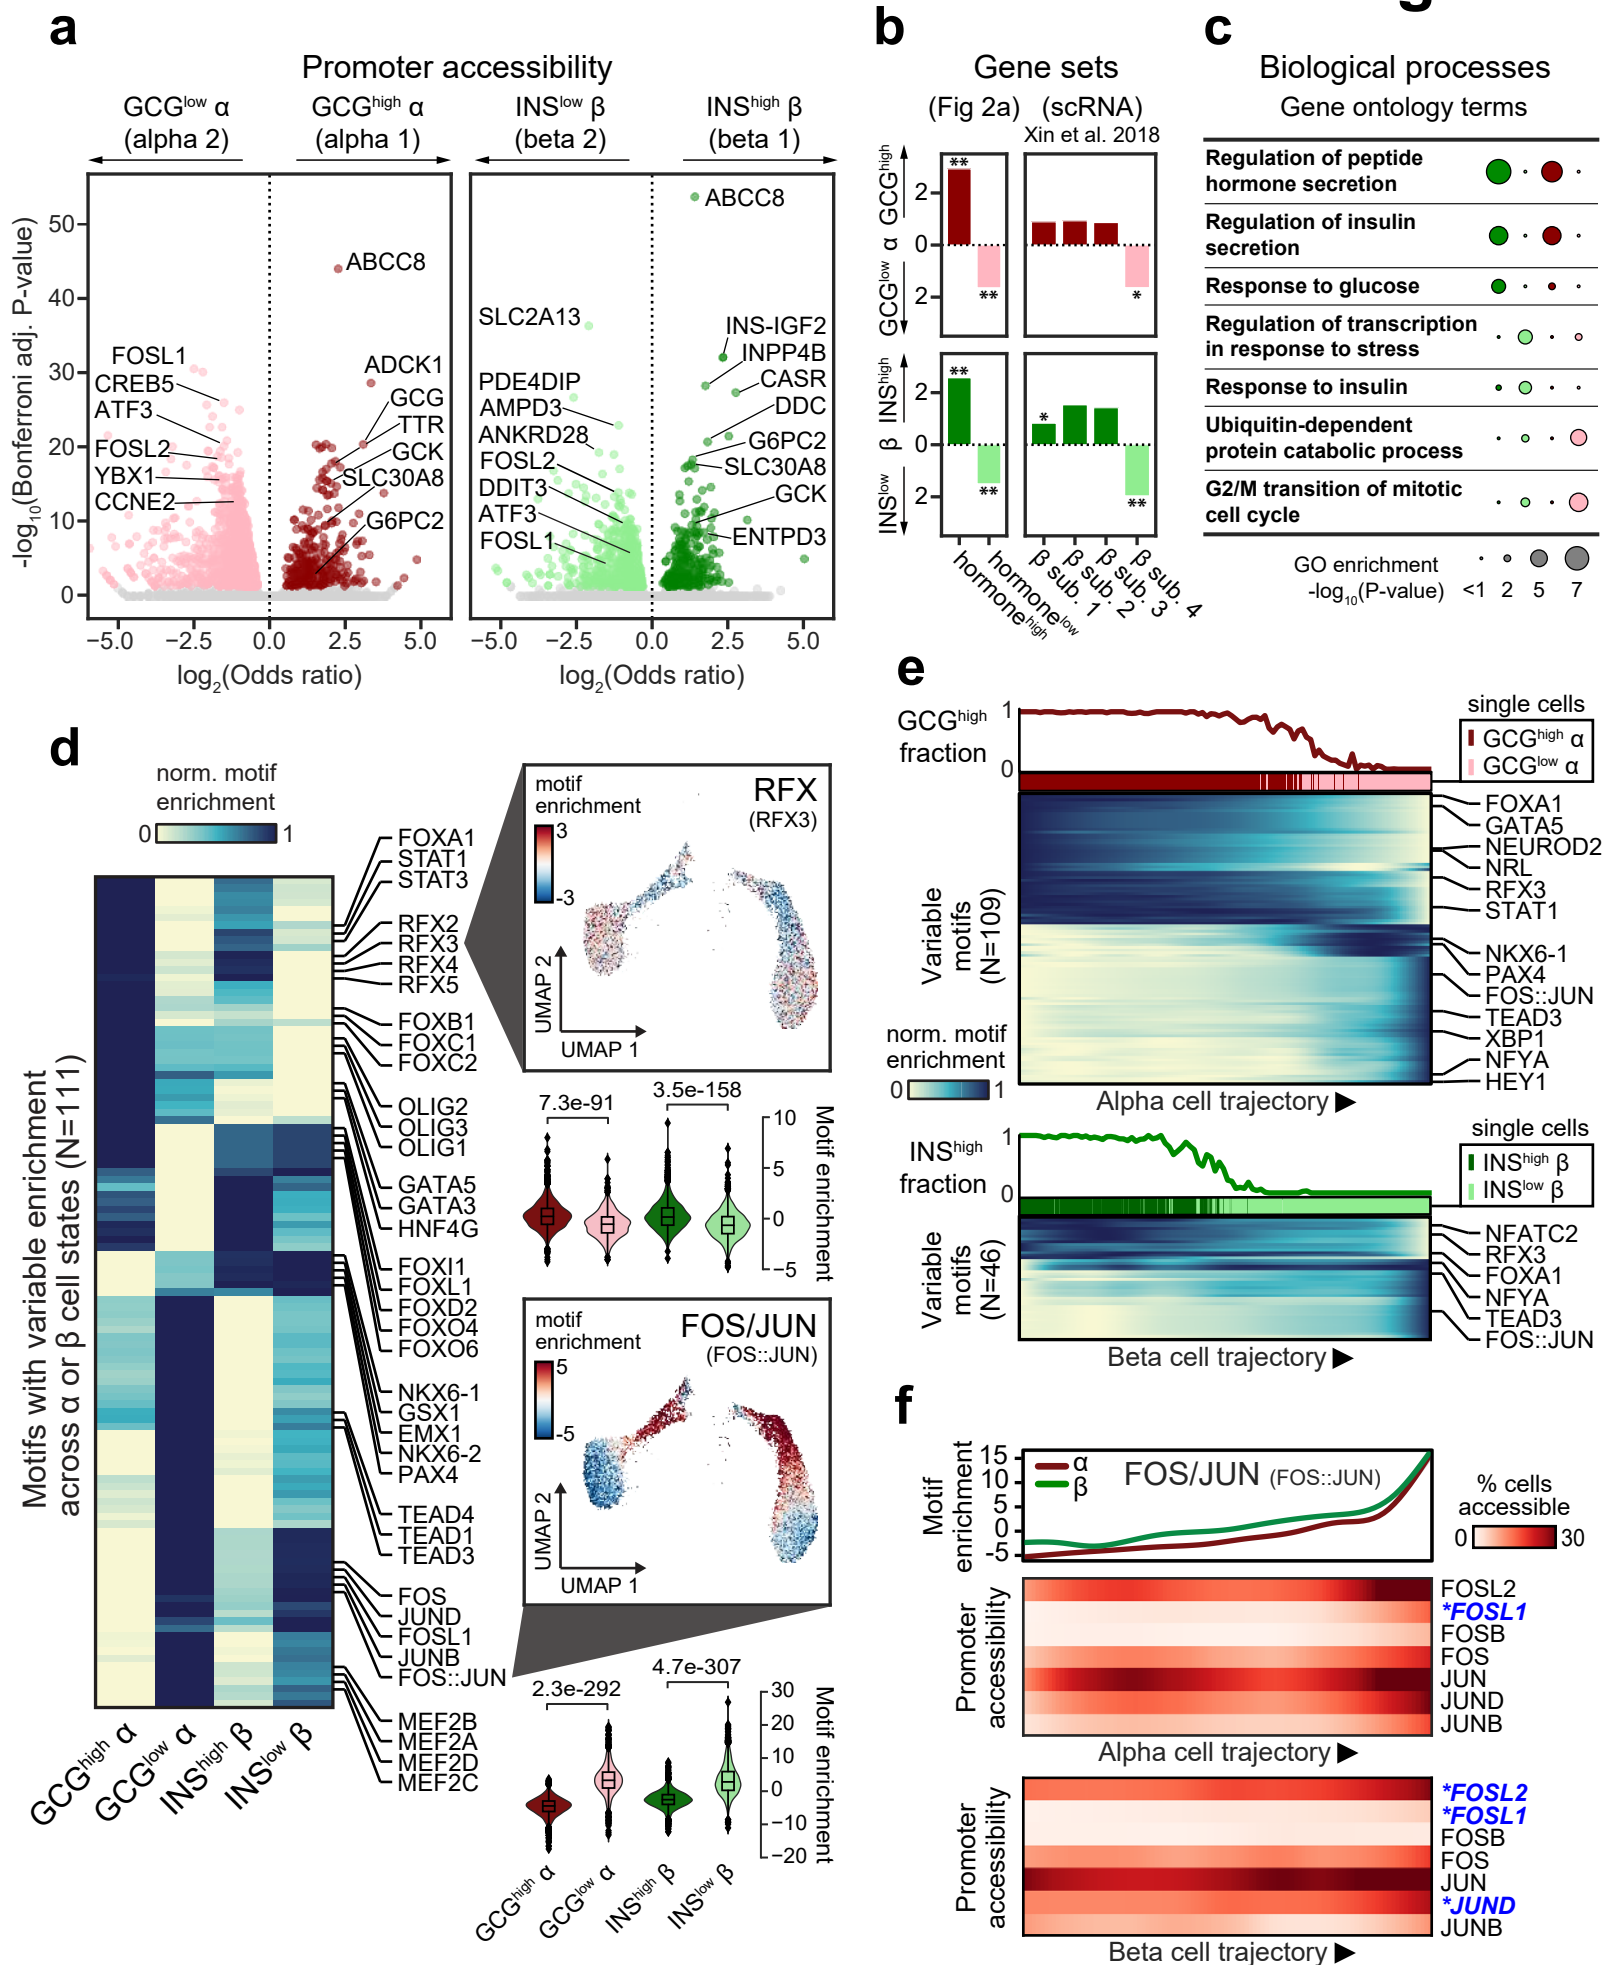 a
Promoter accessibility
GCGlow α
(alpha 2)
GCGhigh α
(alpha 1)
INSlow β
(beta 2)
INShigh β
(beta 1)
-log10(Bonferroni adj. P-value)
50
40
30
20
10
0
ABCC8
FOSL1
CREB5
ATF3
FOSL2
YBX1
CCNE2
ADCK1
GCG
TTR
GCK
SLC30A8
G6PC2
−5.0
−2.5
0.0
2.5
5.0
log2(Odds ratio)
ABCC8
SLC2A13
INS-IGF2
INPP4B
CASR
DDC
G6PC2
SLC30A8
GCK
ENTPD3
PDE4DIP
AMPD3
ANKRD28
FOSL2
DDIT3
ATF3
FOSL1
−5.0
−2.5
0.0
2.5
5.0
log2(Odds ratio)
b
Gene sets
(Fig 2a)
(scRNA)
Xin et al. 2018
GCGlow α GCGhigh
2
0
2
**
**
*
INSlow β INShigh
2
0
2
**
**
*
**
hormonehigh
hormonelow
β sub. 1
β sub. 2
β sub. 3
β sub. 4
c
Biological processes
Gene ontology terms
Regulation of peptide
hormone secretion
Regulation of insulin
secretion
Response to glucose
Regulation of transcription
in response to stress
Response to insulin
Ubiquitin-dependent
protein catabolic process
G2/M transition of mitotic
cell cycle
GO enrichment
-log10(P-value)
<1
2
5
7
d
norm. motif
enrichment
0
1
Motifs with variable enrichment
across α or β cell states (N=111)
FOXA1
STAT1
STAT3
RFX2
RFX3
RFX4
RFX5
FOXB1
FOXC1
FOXC2
OLIG2
OLIG3
OLIG1
GATA5
GATA3
HNF4G
FOXI1
FOXL1
FOXD2
FOXO4
FOXO6
NKX6-1
GSX1
EMX1
NKX6-2
PAX4
TEAD4
TEAD1
TEAD3
FOS
JUND
FOSL1
JUNB
FOS::JUN
MEF2B
MEF2A
MEF2D
MEF2C
GCGhigh α
GCGlow α
INShigh β
INSlow β
motif
enrichment
3
-3
RFX
(RFX3)
UMAP 2
UMAP 1
7.3e-91
3.5e-158
10
5
0
−5
Motif enrichment
motif
enrichment
5
-5
FOS/JUN
(FOS::JUN)
UMAP 2
UMAP 1
2.3e-292
4.7e-307
30
20
10
0
−10
−20
Motif enrichment
GCGhigh α
GCGlow α
INShigh β
INSlow β
e
GCGhigh
fraction
1
0
single cells
GCGhigh α
GCGlow α
Variable
motifs
(N=109)
FOXA1
GATA5
NEUROD2
NRL
RFX3
STAT1
NKX6-1
PAX4
FOS::JUN
TEAD3
XBP1
NFYA
HEY1
norm. motif
enrichment
0
1
Alpha cell trajectory ▶
INShigh
fraction
1
0
single cells
INShigh β
INSlow β
Variable
motifs
(N=46)
NFATC2
RFX3
FOXA1
NFYA
TEAD3
FOS::JUN
Beta cell trajectory ▶
f
Motif
enrichment
15
10
5
0
-5
α
β
FOS/JUN (FOS::JUN)
% cells
accessible
0
30
Promoter
accessibility
FOSL2
*FOSL1
FOSB
FOS
JUN
JUND
JUNB
Alpha cell trajectory ▶
Promoter
accessibility
*FOSL2
*FOSL1
FOSB
FOS
JUN
*JUND
JUNB
Beta cell trajectory ▶